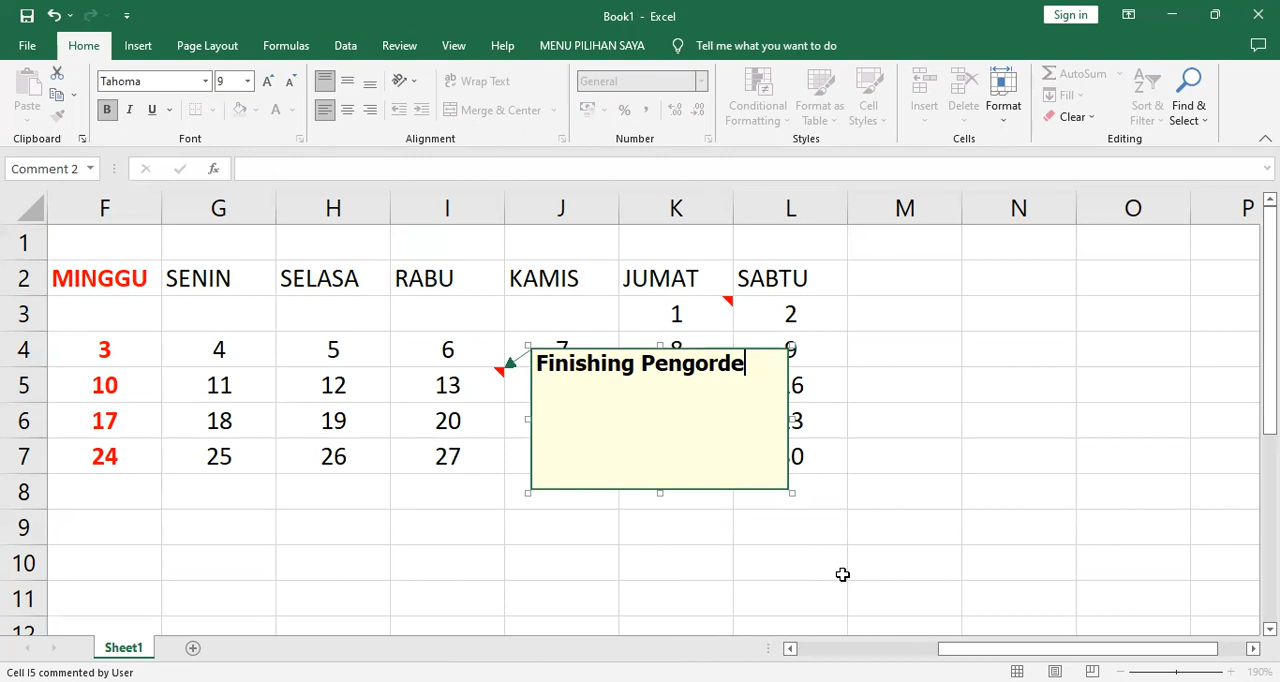 Book1 - Excel
Sign in
File Home Insert Page Layout Formulas Data Review View Help MENU PILIHAN SAYA Tell me what you want to do
Paste
Clipboard
Tahoma 9
B I U
Font
Wrap Text
Merge & Center
Alignment
General
Number
Conditional Formatting
Format as Table
Cell Styles
Styles
Insert Delete Format
Cells
AutoSum
Fill
Clear
Sort & Filter
Find & Select
Editing
Comment 2
fx
F G H I J K L M N O P
1
2 MINGGU SENIN SELASA RABU KAMIS JUMAT SABTU
3 1 2
4 3 4 5 6
5 10 11 12 13
6 17 18 19 20
7 24 25 26 27
Finishing Pengorde
8
9
10
11
12
Sheet1
Cell I5 commented by User
190%